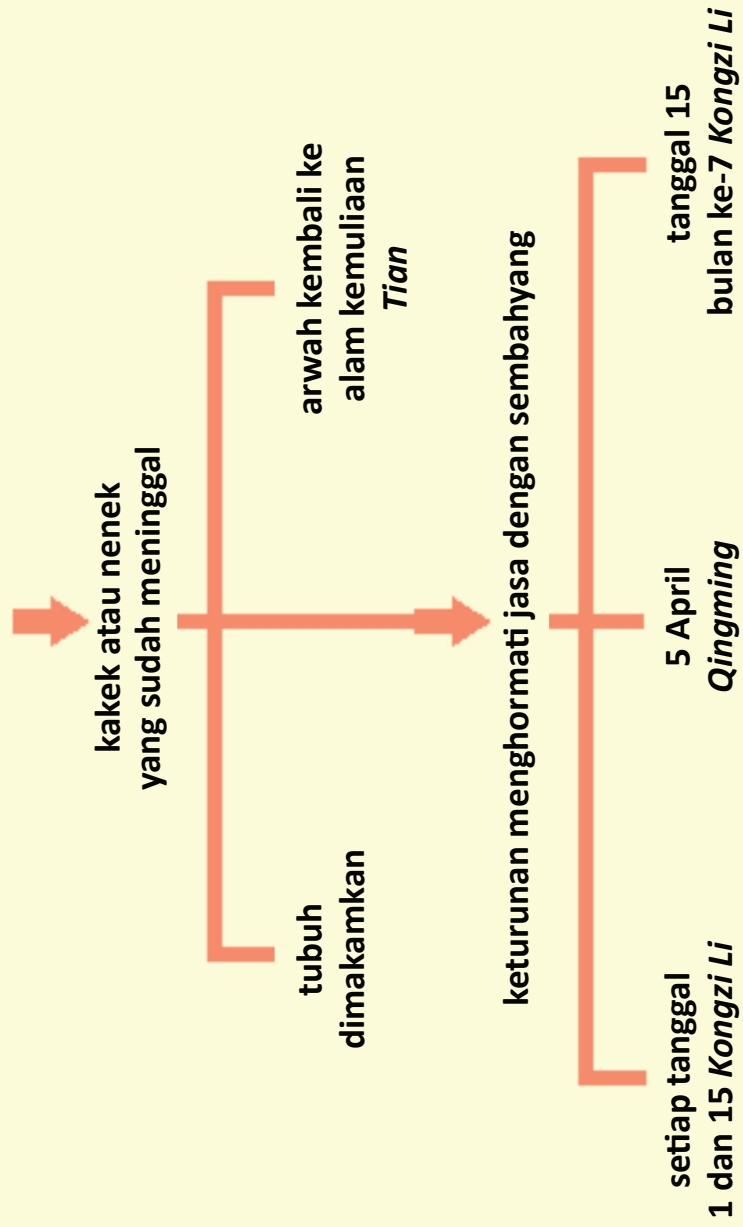 kakek atau nenek
yang sudah meninggal
tubuh
dimakamkan
arwah kembali ke
alam kemuliaan
Tian
keturunan menghormati jasa dengan sembahyang
setiap tanggal
1 dan 15 Kongzi Li
5 April
Qingming
tanggal 15
bulan ke-7 Kongzi Li